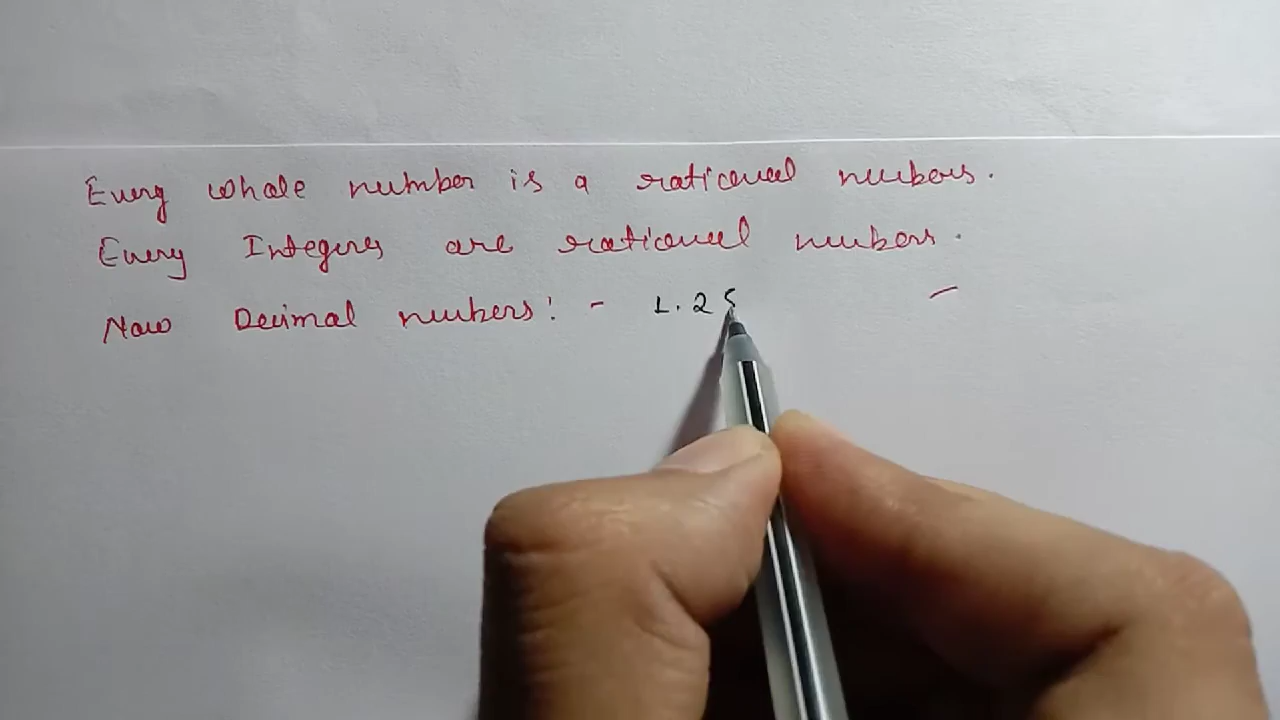 Every whole number is a rational numbers.
Every Integers are rational numbers.
Now Decimal numbers: - 1.25